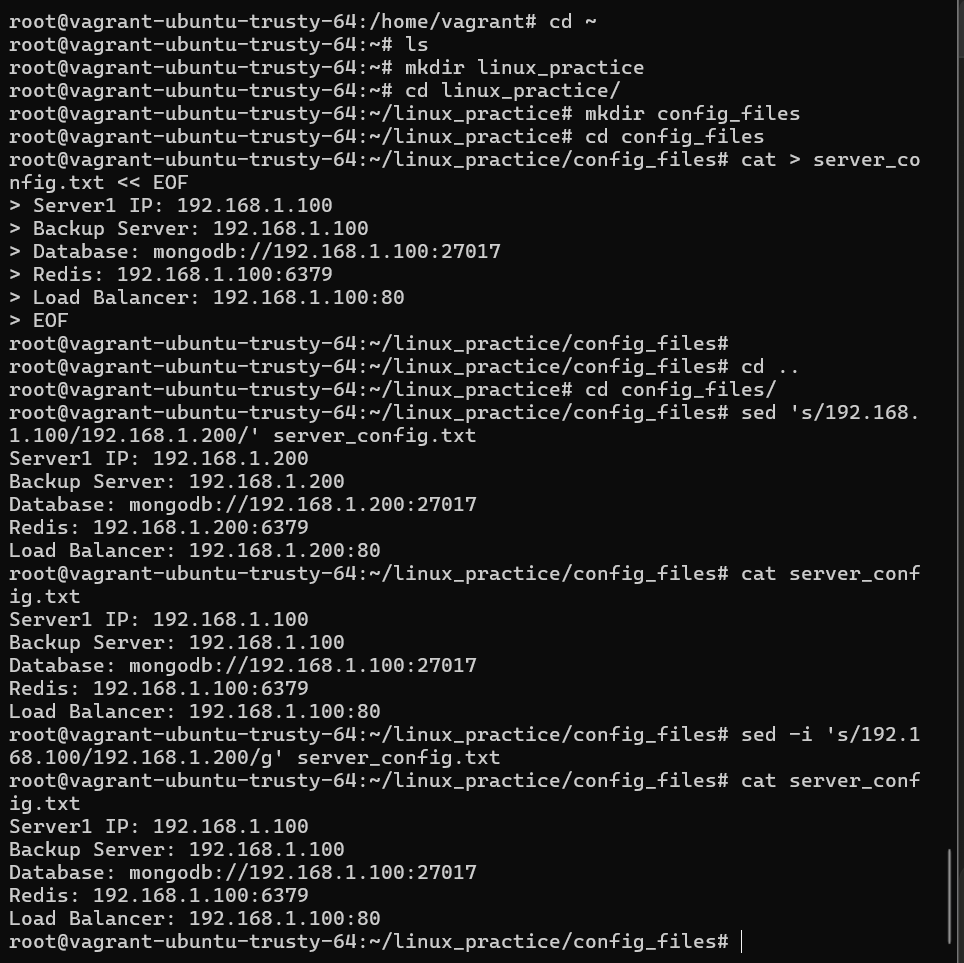 root@vagrant-ubuntu-trusty-64:/home/vagrant# cd ~
root@vagrant-ubuntu-trusty-64:~# ls
root@vagrant-ubuntu-trusty-64:~# mkdir linux_practice
root@vagrant-ubuntu-trusty-64:~# cd linux_practice/
root@vagrant-ubuntu-trusty-64:~/linux_practice# mkdir config_files
root@vagrant-ubuntu-trusty-64:~/linux_practice# cd config_files
root@vagrant-ubuntu-trusty-64:~/linux_practice/config_files# cat > server_co
nfig.txt << EOF
> Server1 IP: 192.168.1.100
> Backup Server: 192.168.1.100
> Database: mongodb://192.168.1.100:27017
> Redis: 192.168.1.100:6379
> Load Balancer: 192.168.1.100:80
> EOF
root@vagrant-ubuntu-trusty-64:~/linux_practice/config_files#
root@vagrant-ubuntu-trusty-64:~/linux_practice/config_files# cd ..
root@vagrant-ubuntu-trusty-64:~/linux_practice# cd config_files/
root@vagrant-ubuntu-trusty-64:~/linux_practice/config_files# sed 's/192.168.
1.100/192.168.1.200/' server_config.txt
Server1 IP: 192.168.1.200
Backup Server: 192.168.1.200
Database: mongodb://192.168.1.200:27017
Redis: 192.168.1.200:6379
Load Balancer: 192.168.1.200:80
root@vagrant-ubuntu-trusty-64:~/linux_practice/config_files# cat server_conf
ig.txt
Server1 IP: 192.168.1.100
Backup Server: 192.168.1.100
Database: mongodb://192.168.1.100:27017
Redis: 192.168.1.100:6379
Load Balancer: 192.168.1.100:80
root@vagrant-ubuntu-trusty-64:~/linux_practice/config_files# sed -i 's/192.1
68.100/192.168.1.200/g' server_config.txt
root@vagrant-ubuntu-trusty-64:~/linux_practice/config_files# cat server_conf
ig.txt
Server1 IP: 192.168.1.100
Backup Server: 192.168.1.100
Database: mongodb://192.168.1.100:27017
Redis: 192.168.1.100:6379
Load Balancer: 192.168.1.100:80
root@vagrant-ubuntu-trusty-64:~/linux_practice/config_files#